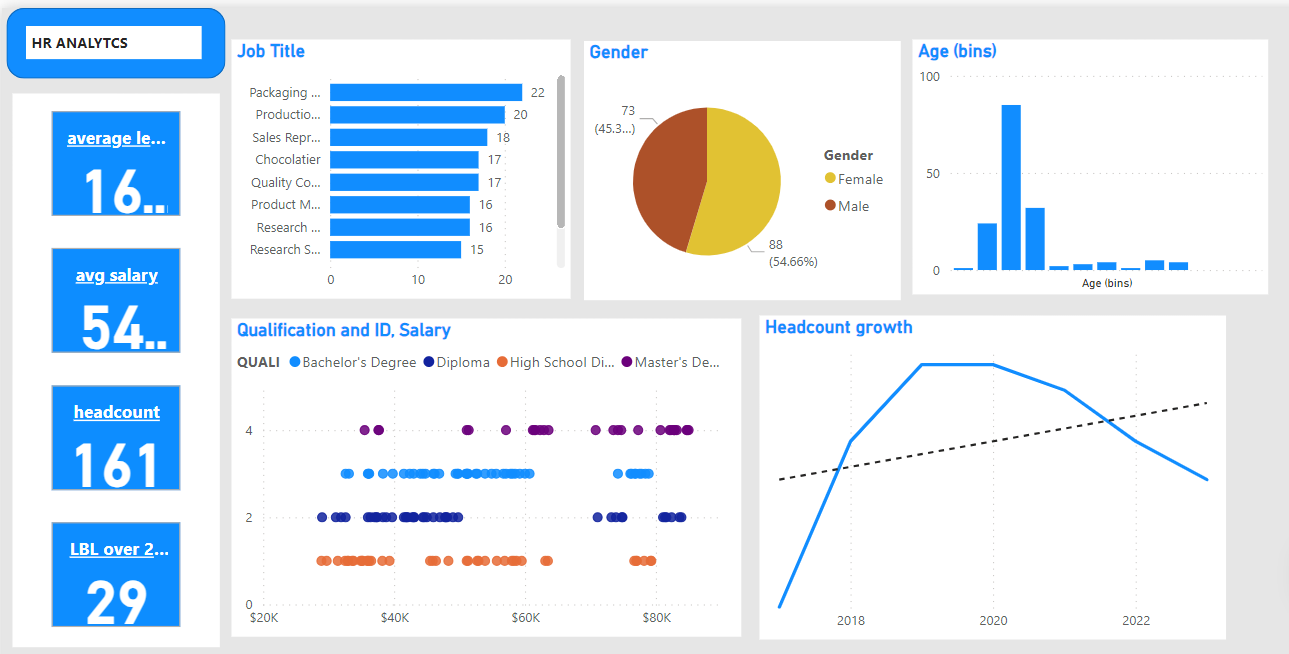 HR ANALYTCS
average le...
16...
avg salary
54...
headcount
161
LBL over 2...
29
Job Title
Packaging ... 22
Productio... 20
Sales Repr... 18
Chocolatier 17
Quality Co... 17
Product M... 16
Research ... 16
Research S... 15
0 10 20
Gender
73
(45.3...)
88
(54.66%)
Gender
Female
Male
Age (bins)
100
50
0
Age (bins)
Qualification and ID, Salary
QUALI Bachelor's Degree Diploma High School Di... Master's De...
4
2
0
$20K $40K $60K $80K
Headcount growth
2018 2020 2022